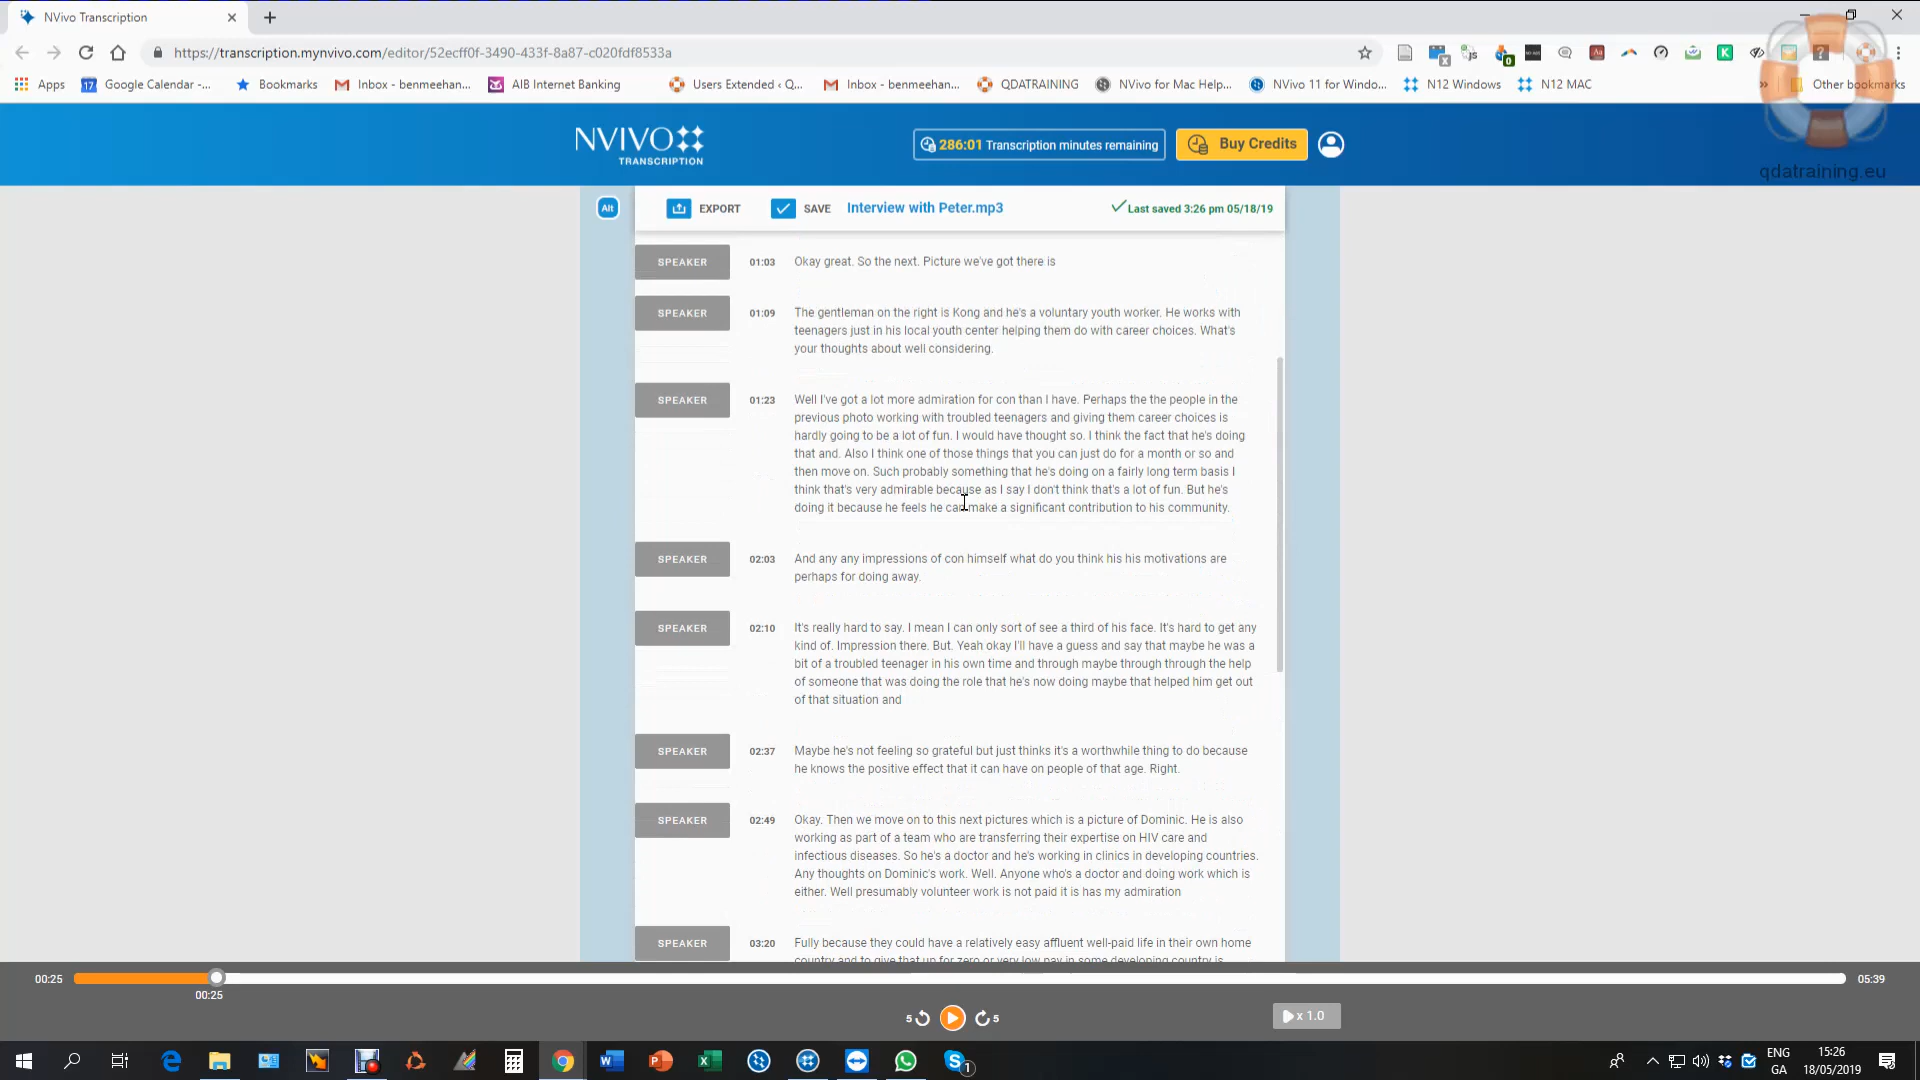 NVivo Transcription
https://transcription.mynvivo.com/editor/52ecff0f-3490-433f-8a87-c020fdf8533a
Apps
17
Google Calendar -...
Bookmarks
Inbox - benmeehan...
AIB Internet Banking
Users Extended ‹ Q...
Inbox - benmeehan...
QDATRAINING
NVivo for Mac Help...
NVivo 11 for Windo...
N12 Windows
N12 MAC
»
Other bookmarks
NVIVO
TRANSCRIPTION
286:01 Transcription minutes remaining
Buy Credits
qdatraining.eu
Alt
EXPORT
SAVE
Interview with Peter.mp3
Last saved 3:26 pm 05/18/19
SPEAKER 01:03 Okay great. So the next. Picture we've got there is
SPEAKER 01:09 The gentleman on the right is Kong and he's a voluntary youth worker. He works with
teenagers just in his local youth center helping them do with career choices. What's
your thoughts about well considering.
SPEAKER 01:23 Well I've got a lot more admiration for con than I have. Perhaps the the people in the
previous photo working with troubled teenagers and giving them career choices is
hardly going to be a lot of fun. I would have thought so. I think the fact that he's doing
that and. Also I think one of those things that you can just do for a month or so and
then move on. Such probably something that he's doing on a fairly long term basis I
think that's very admirable because as I say I don't think that's a lot of fun. But he's
doing it because he feels he can make a significant contribution to his community.
SPEAKER 02:03 And any any impressions of con himself what do you think his his motivations are
perhaps for doing away.
SPEAKER 02:10 It's really hard to say. I mean I can only sort of see a third of his face. It's hard to get any
kind of. Impression there. But. Yeah okay I'll have a guess and say that maybe he was a
bit of a troubled teenager in his own time and through maybe through through the help
of someone that was doing the role that he's now doing maybe that helped him get out
of that situation and
SPEAKER 02:37 Maybe he's not feeling so grateful but just thinks it's a worthwhile thing to do because
he knows the positive effect that it can have on people of that age. Right.
SPEAKER 02:49 Okay. Then we move on to this next pictures which is a picture of Dominic. He is also
working as part of a team who are transferring their expertise on HIV care and
infectious diseases. So he's a doctor and he's working in clinics in developing countries.
Any thoughts on Dominic's work. Well. Anyone who's a doctor and doing work which is
either. Well presumably volunteer work is not paid it is has my admiration
SPEAKER 03:20 Fully because they could have a relatively easy affluent well-paid life in their own home
country and to give that up for zero or very low pay in some developing country is
00:25
05:39
00:25
5
5
x 1.0
1
ENG
GA
15:26
18/05/2019